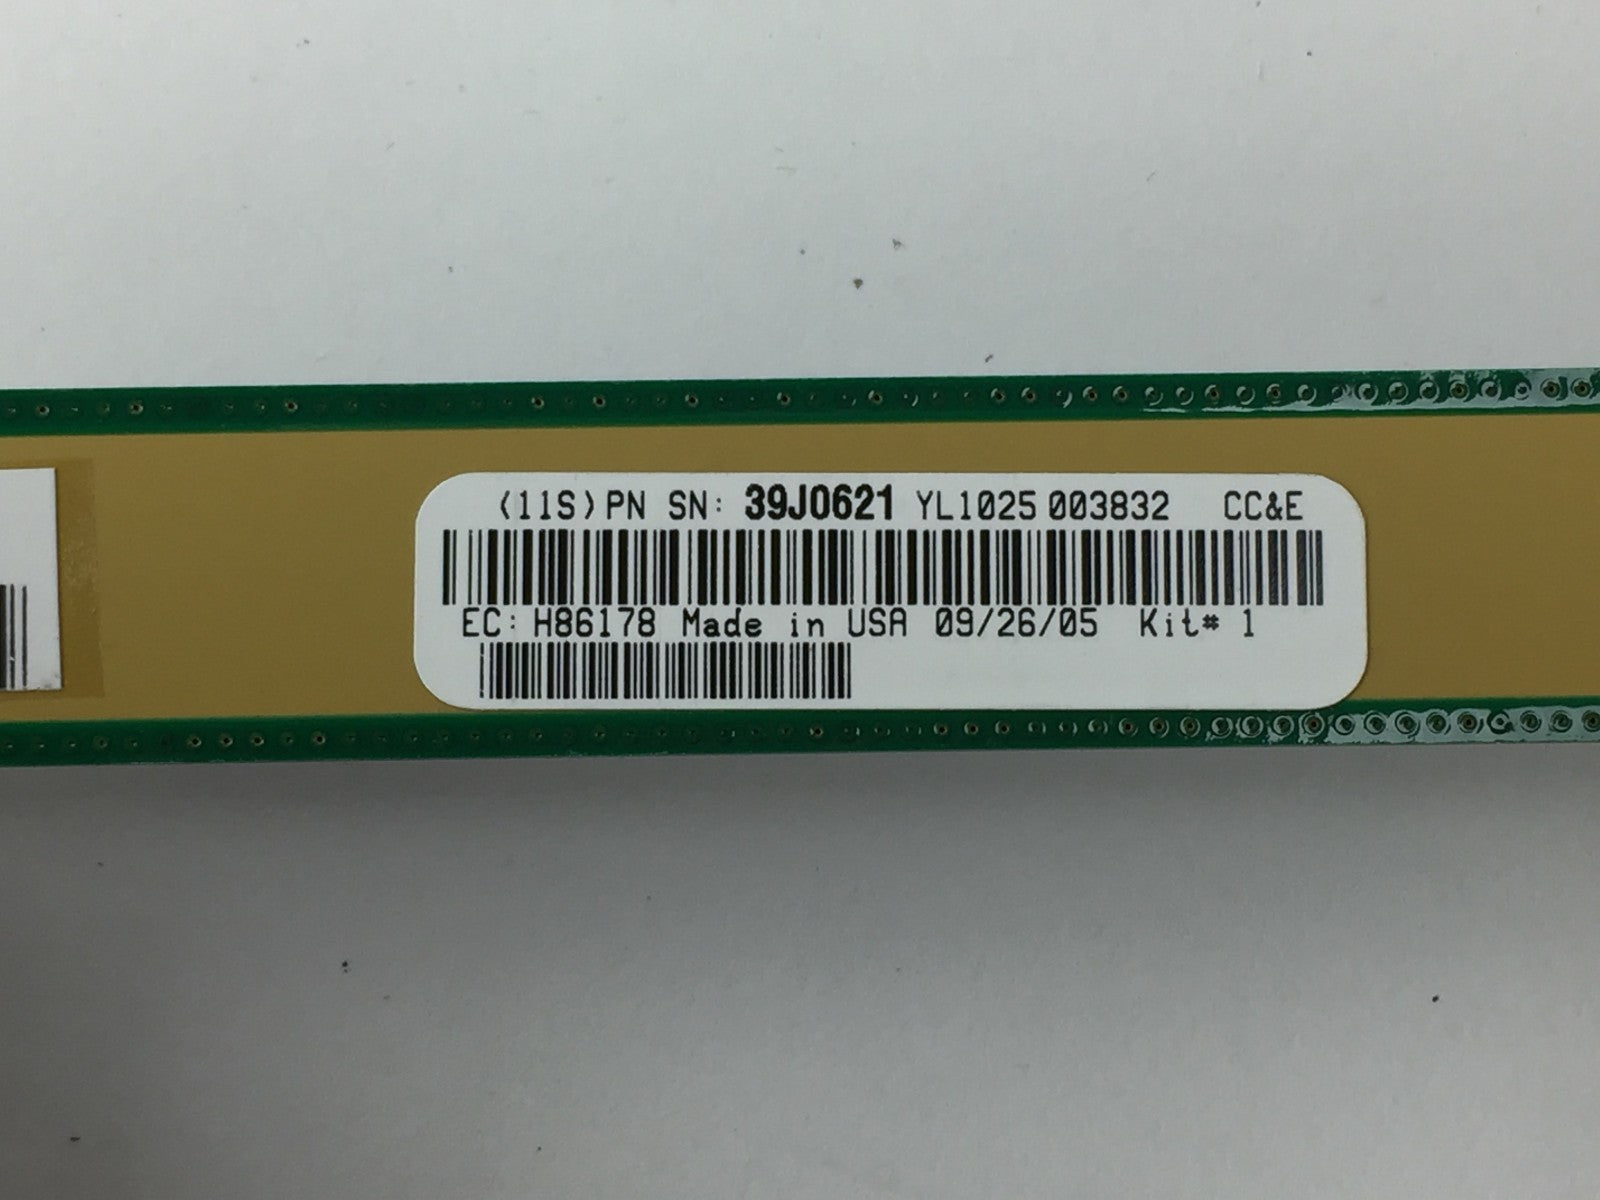 (11S) PN SN: 39J0621 YL1025 003832 CC&E
EC: H86178 Made in USA 09/26/05 Kit# 1